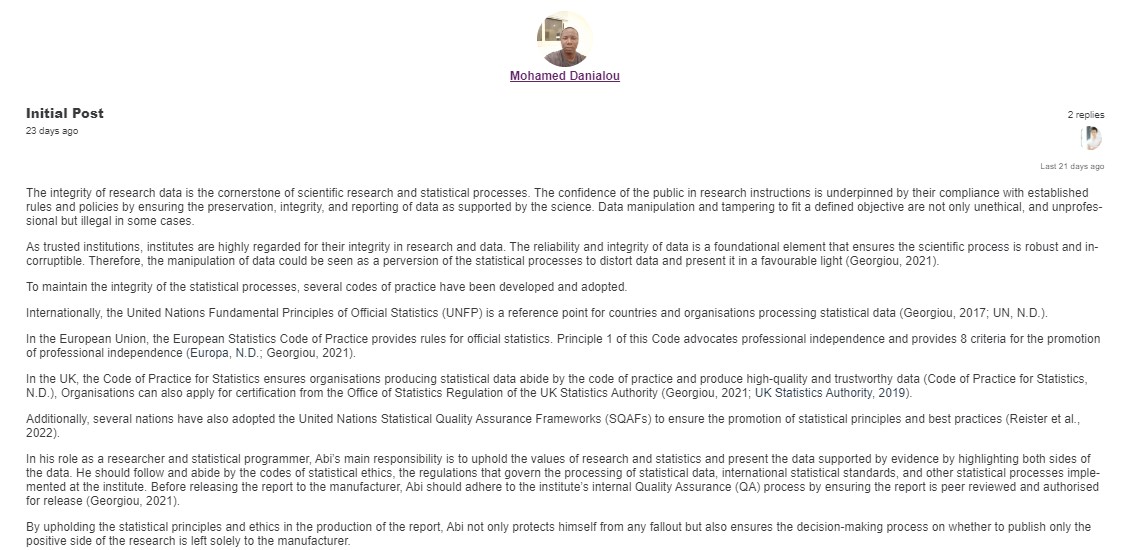 Mohamed Danialou
Initial Post
23 days ago
2 replies
Last 21 days ago
The integrity of research data is the cornerstone of scientific research and statistical processes. The confidence of the public in research instructions is underpinned by their compliance with established
rules and policies by ensuring the preservation, integrity, and reporting of data as supported by the science. Data manipulation and tampering to fit a defined objective are not only unethical, and unprofes-
sional but illegal in some cases.
As trusted institutions, institutes are highly regarded for their integrity in research and data. The reliability and integrity of data is a foundational element that ensures the scientific process is robust and in-
corruptible. Therefore, the manipulation of data could be seen as a perversion of the statistical processes to distort data and present it in a favourable light (Georgiou, 2021).
To maintain the integrity of the statistical processes, several codes of practice have been developed and adopted.
Internationally, the United Nations Fundamental Principles of Official Statistics (UNFP) is a reference point for countries and organisations processing statistical data (Georgiou, 2017; UN, N.D.).
In the European Union, the European Statistics Code of Practice provides rules for official statistics. Principle 1 of this Code advocates professional independence and provides 8 criteria for the promotion
of professional independence (Europa, N.D.; Georgiou, 2021).
In the UK, the Code of Practice for Statistics ensures organisations producing statistical data abide by the code of practice and produce high-quality and trustworthy data (Code of Practice for Statistics,
N.D.), Organisations can also apply for certification from the Office of Statistics Regulation of the UK Statistics Authority (Georgiou, 2021; UK Statistics Authority, 2019).
Additionally, several nations have also adopted the United Nations Statistical Quality Assurance Frameworks (SQAFs) to ensure the promotion of statistical principles and best practices (Reister et al.,
2022).
In his role as a researcher and statistical programmer, Abi's main responsibility is to uphold the values of research and statistics and present the data supported by evidence by highlighting both sides of
the data. He should follow and abide by the codes of statistical ethics, the regulations that govern the processing of statistical data, international statistical standards, and other statistical processes imple-
mented at the institute. Before releasing the report to the manufacturer, Abi should adhere to the institute's internal Quality Assurance (QA) process by ensuring the report is peer reviewed and authorised
for release (Georgiou, 2021).
By upholding the statistical principles and ethics in the production of the report, Abi not only protects himself from any fallout but also ensures the decision-making process on whether to publish only the
positive side of the research is left solely to the manufacturer.